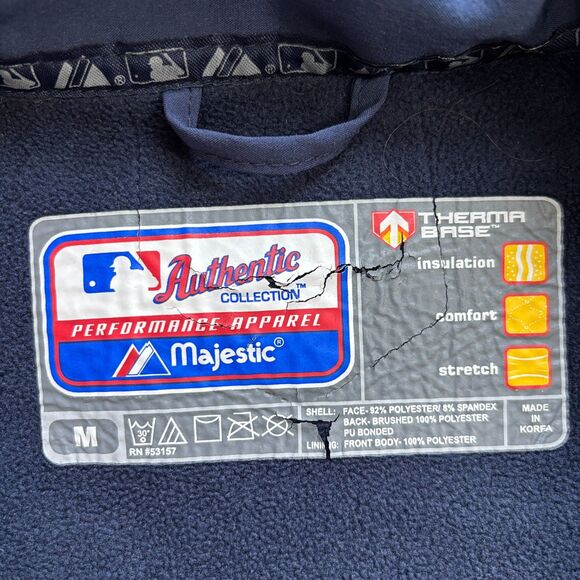 THERMA
BASE™
Authentic
COLLECTION™
PERFORMANCE APPAREL
Majestic®
insulation
comfort
stretch
M
30°
RN #53157
SHELL: FACE- 92% POLYESTER/ 8% SPANDEX
BACK- BRUSHED 100% POLYESTER
PU BONDED
LINING: FRONT BODY- 100% POLYESTER
MADE IN
KOREA